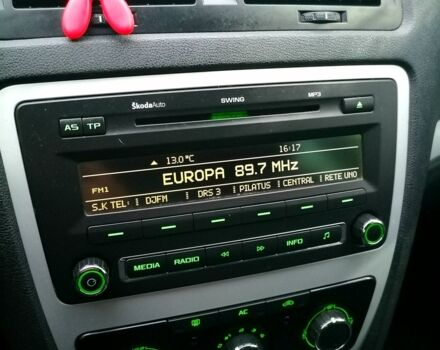 ŠkodaAuto SWING MP3
AS TP
13.0°C 16:17
EUROPA 89.7 MHz
FM1
S.K TEL: DJFM DRS 3 PILATUS CENTRAL RETE UNO
MEDIA RADIO INFO
AC